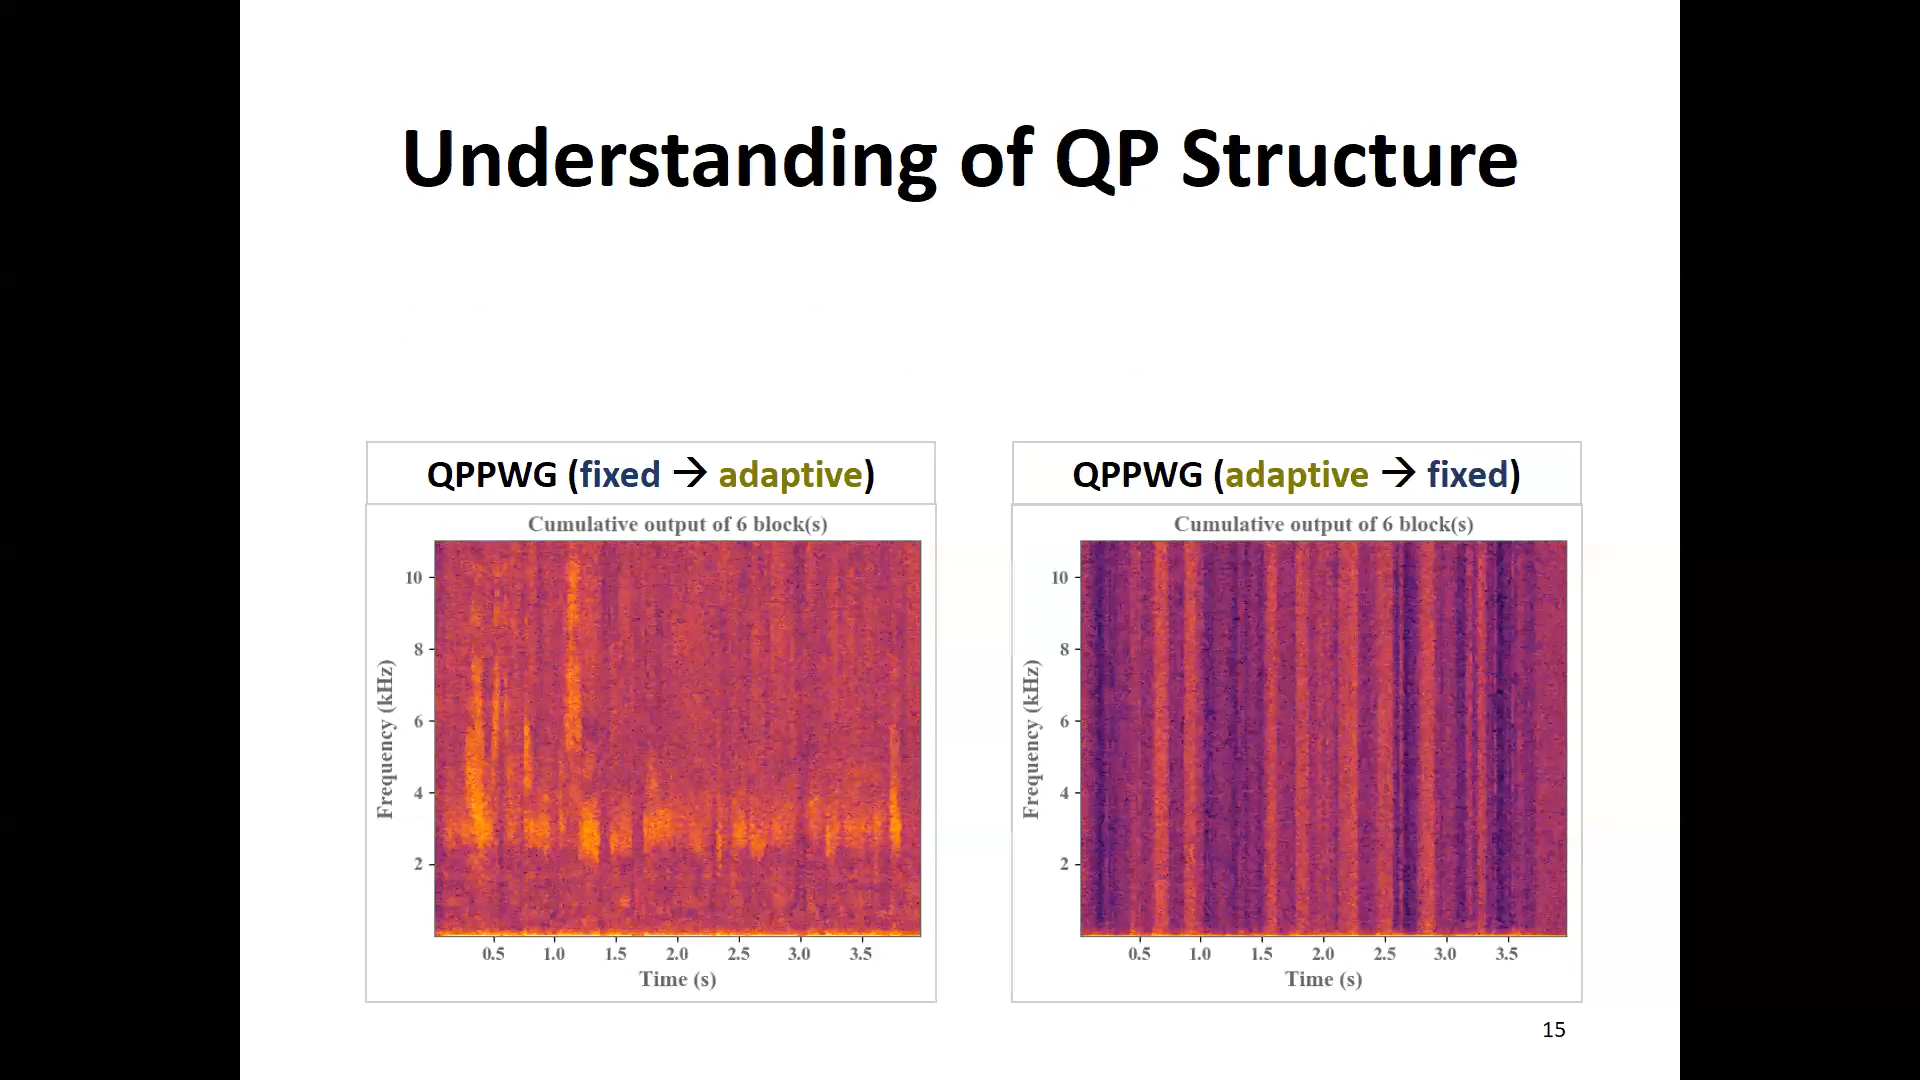 Understanding of QP Structure
QPPWG (fixed → adaptive)
Cumulative output of 6 block(s)
10
8
6
4
2
Frequency (kHz)
0.5 1.0 1.5 2.0 2.5 3.0 3.5
Time (s)
QPPWG (adaptive → fixed)
Cumulative output of 6 block(s)
10
8
6
4
2
Frequency (kHz)
0.5 1.0 1.5 2.0 2.5 3.0 3.5
Time (s)
15